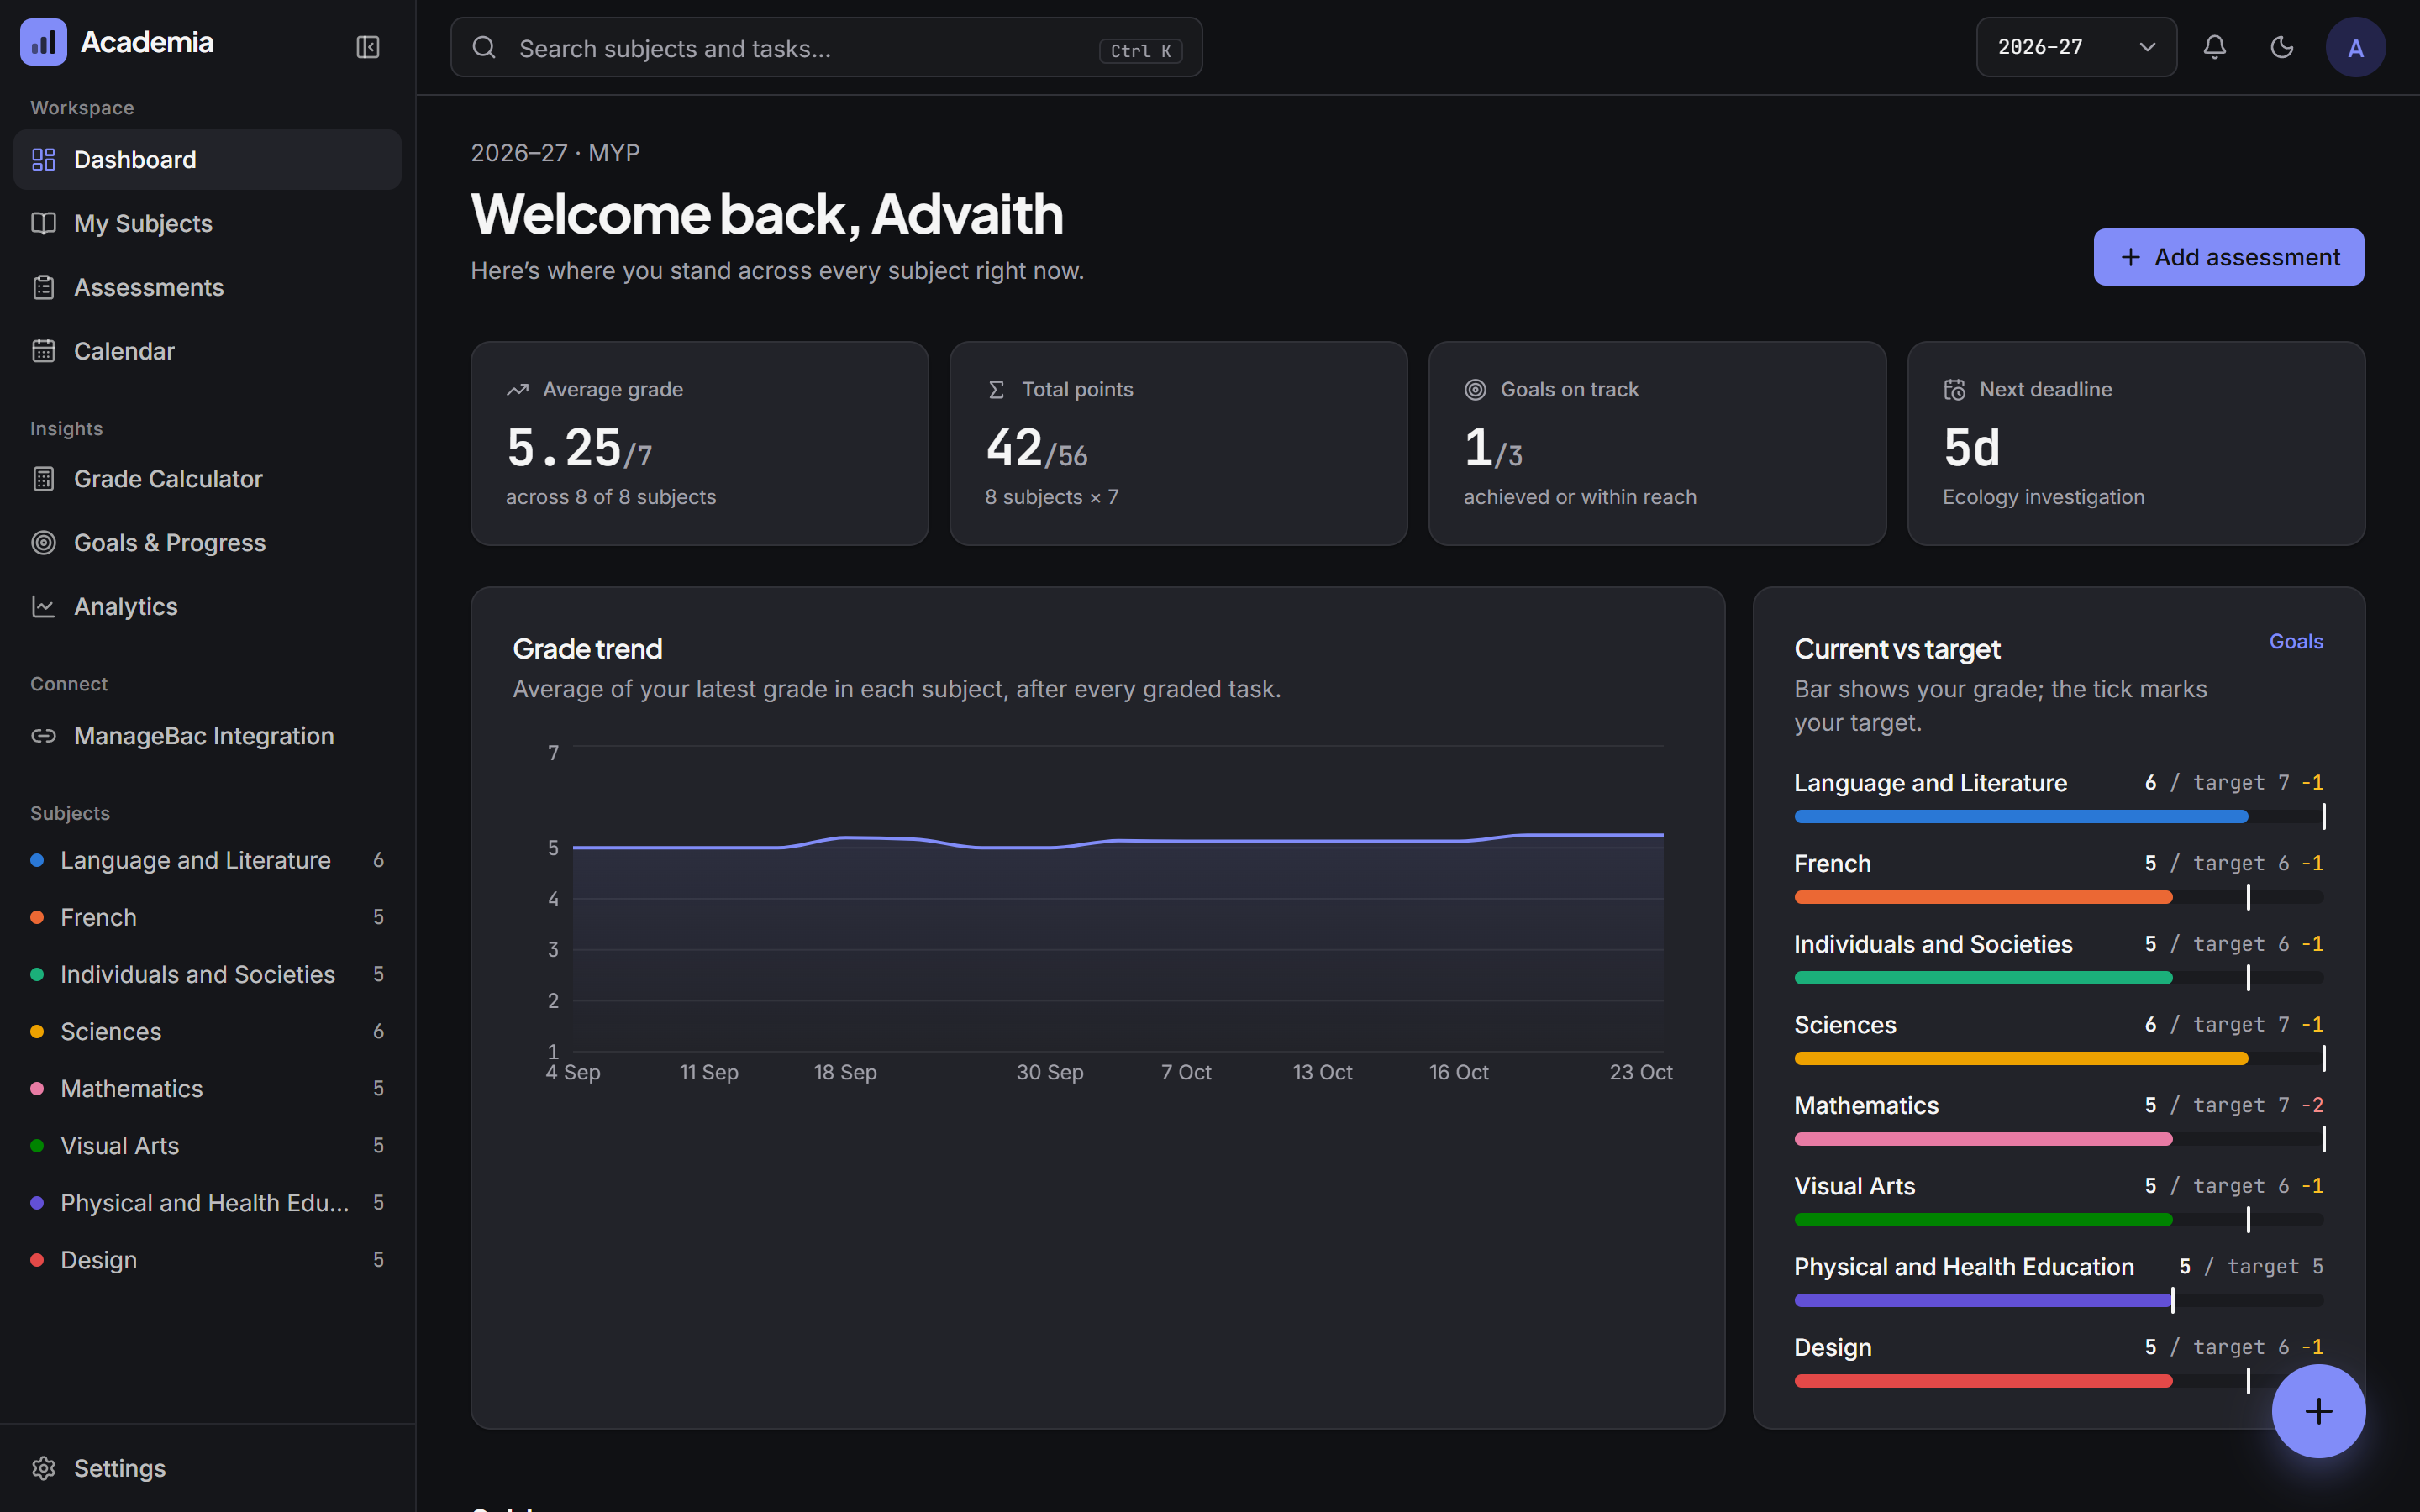 Academia
Workspace
Dashboard
My Subjects
Assessments
Calendar
Insights
Grade Calculator
Goals & Progress
Analytics
Connect
ManageBac Integration
Subjects
Language and Literature 6
French 5
Individuals and Societies 5
Sciences 6
Mathematics 5
Visual Arts 5
Physical and Health Edu... 5
Design 5
Settings
Search subjects and tasks... Ctrl K
2026–27
A
2026–27 · MYP
Welcome back, Advaith
Here’s where you stand across every subject right now.
+ Add assessment
Average grade
5.25/7
across 8 of 8 subjects
Total points
42/56
8 subjects × 7
Goals on track
1/3
achieved or within reach
Next deadline
5d
Ecology investigation
Grade trend
Average of your latest grade in each subject, after every graded task.
7
5
4
3
2
1
4 Sep 11 Sep 18 Sep 30 Sep 7 Oct 13 Oct 16 Oct 23 Oct
Current vs target Goals
Bar shows your grade; the tick marks
your target.
Language and Literature 6 / target 7 -1
French 5 / target 6 -1
Individuals and Societies 5 / target 6 -1
Sciences 6 / target 7 -1
Mathematics 5 / target 7 -2
Visual Arts 5 / target 6 -1
Physical and Health Education 5 / target 5
Design 5 / target 6 -1